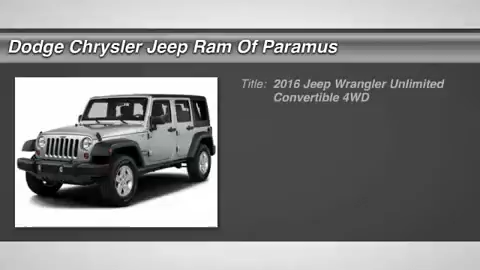 Dodge Chrysler Jeep Ram Of Paramus
Title: 2016 Jeep Wrangler Unlimited
Convertible 4WD